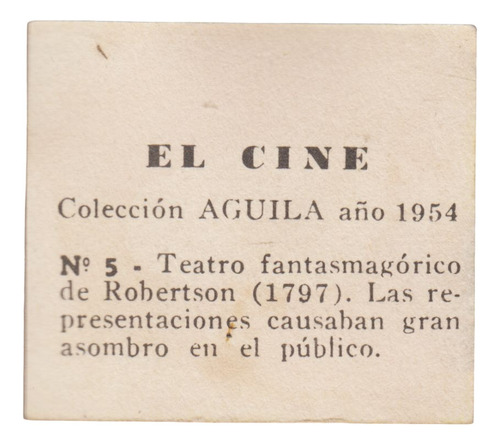 EL CINE
Colección AGUILA año 1954
Nº 5 - Teatro fantasmagórico
de Robertson (1797). Las re-
presentaciones causaban gran
asombro en el público.